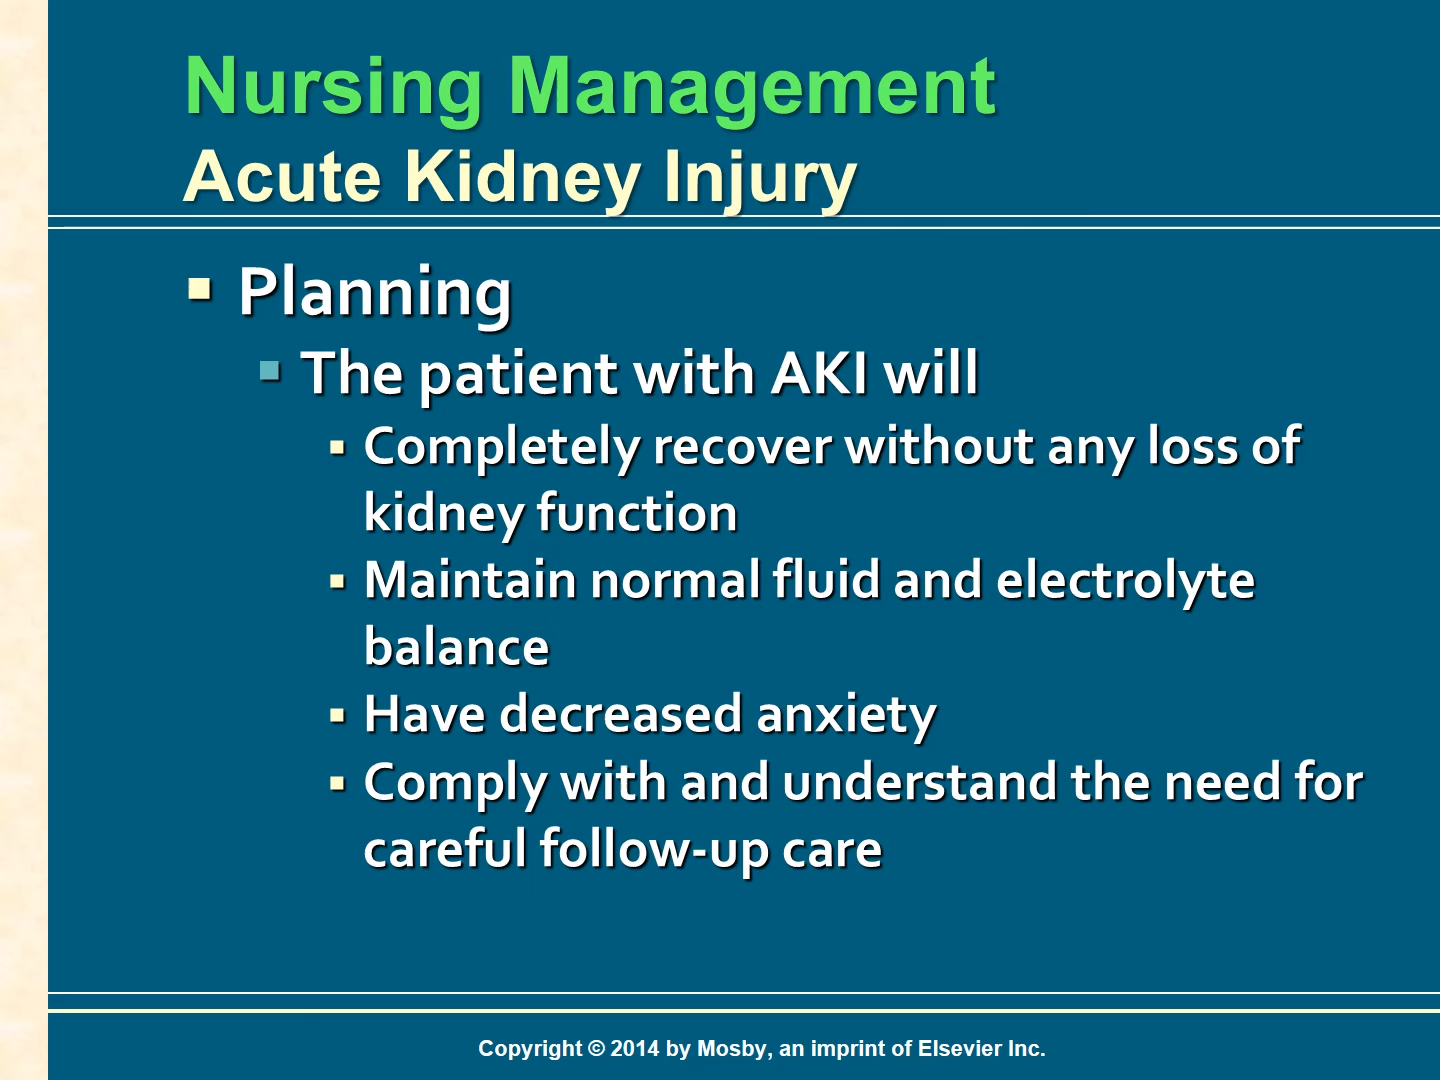 Nursing Management
Acute Kidney Injury
Planning
The patient with AKI will
Completely recover without any loss of
kidney function
Maintain normal fluid and electrolyte
balance
Have decreased anxiety
Comply with and understand the need for
careful follow-up care
Copyright © 2014 by Mosby, an imprint of Elsevier Inc.